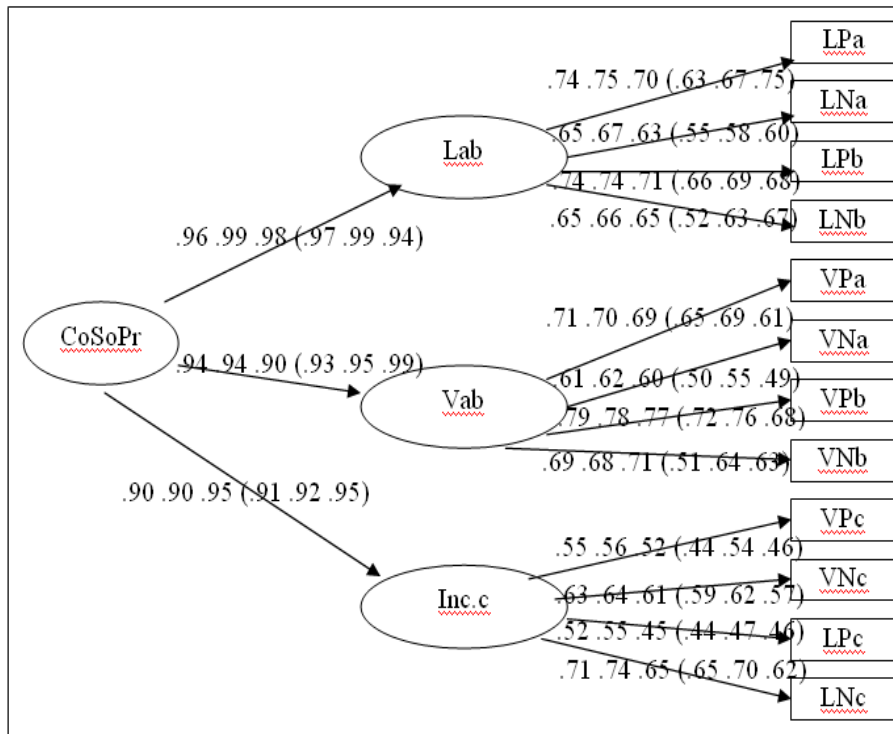 LPa
.74 .75 .70 (.63 .67 .75)
LNa
.65 .67 .63 (.55 .58 .60)
Lab
LPb
.74 .74 .71 (.66 .69 .68)
LNb
.65 .66 .65 (.52 .63 .67)
.96 .99 .98 (.97 .99 .94)
VPa
.71 .70 .69 (.65 .69 .61)
CoSoPr
VNa
.94 .94 .90 (.93 .95 .99)
.61 .62 .60 (.50 .55 .49)
Vab
VPb
.79 .78 .77 (.72 .76 .68)
VNb
.69 .68 .71 (.51 .64 .63)
.90 .90 .95 (.91 .92 .95)
VPc
.55 .56 .52 (.44 .54 .46)
VNc
.63 .64 .61 (.59 .62 .57)
Inc.c
LPc
.52 .55 .45 (.44 .47 .46)
.71 .74 .65 (.65 .70 .62)
LNc